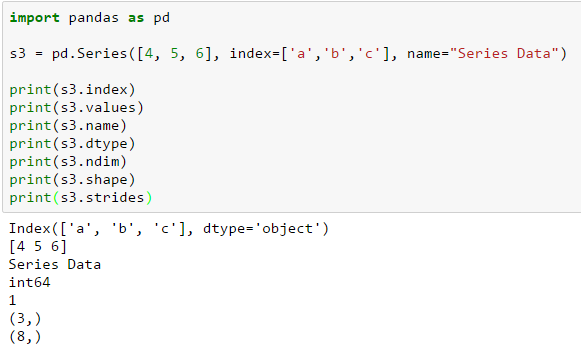 import pandas as pd
s3 = pd.Series([4, 5, 6], index=['a','b','c'], name="Series Data")
print(s3.index)
print(s3.values)
print(s3.name)
print(s3.dtype)
print(s3.ndim)
print(s3.shape)
print(s3.strides)
Index(['a', 'b', 'c'], dtype='object')
[4 5 6]
Series Data
int64
1
(3,)
(8,)